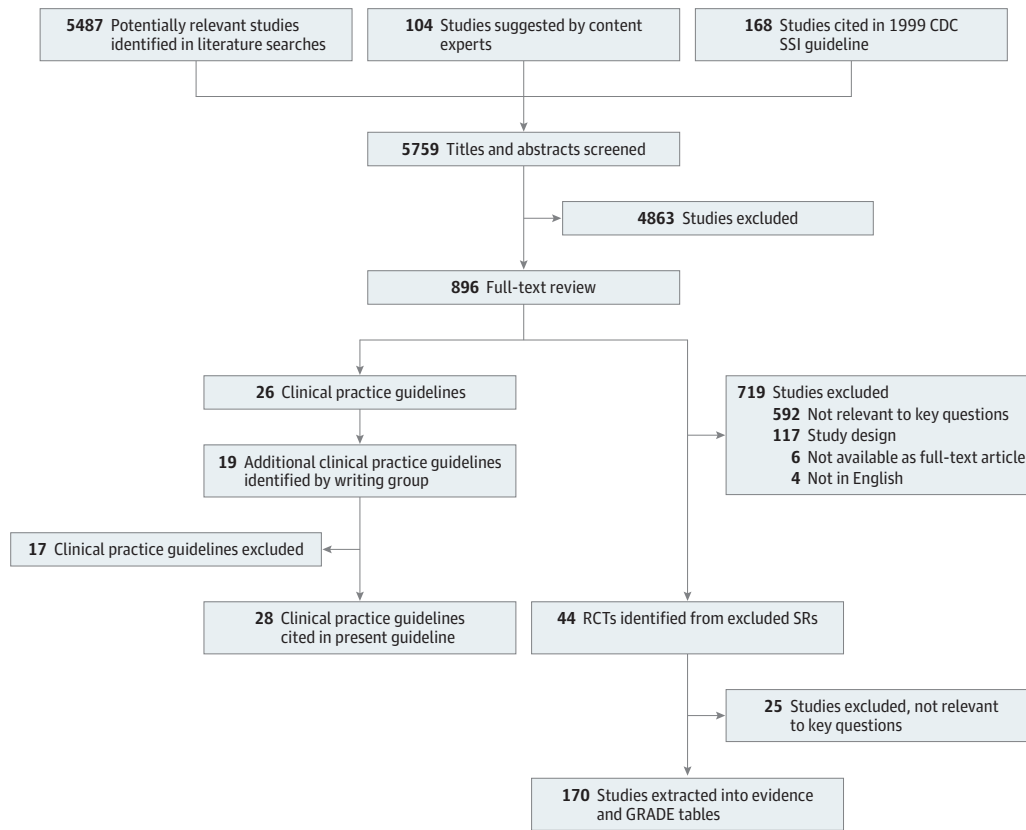 5487 Potentially relevant studies
identified in literature searches
104 Studies suggested by content
experts
168 Studies cited in 1999 CDC
SSI guideline
5759 Titles and abstracts screened
4863 Studies excluded
896 Full-text review
26 Clinical practice guidelines
719 Studies excluded
592 Not relevant to key questions
117 Study design
6 Not available as full-text article
4 Not in English
19 Additional clinical practice guidelines
identified by writing group
17 Clinical practice guidelines excluded
28 Clinical practice guidelines
cited in present guideline
44 RCTs identified from excluded SRs
25 Studies excluded, not relevant
to key questions
170 Studies extracted into evidence
and GRADE tables